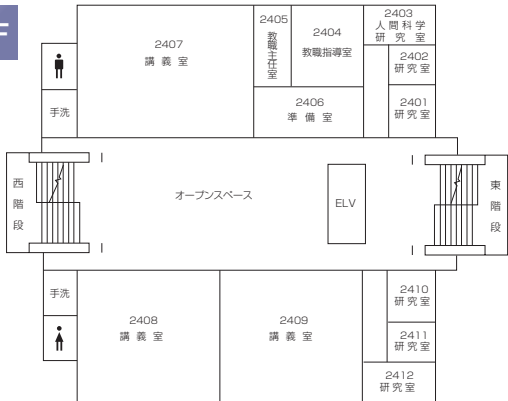 F
2407
講 義 室
2405
教職主任室
2404
教職指導室
2403
人間科学
研 究 室
2402
研究室
2406
準 備 室
2401
研究室
手洗
西階段
オープンスペース
ELV
東階段
手洗
2408
講 義 室
2409
講 義 室
2410
研究室
2411
研究室
2412
研究室